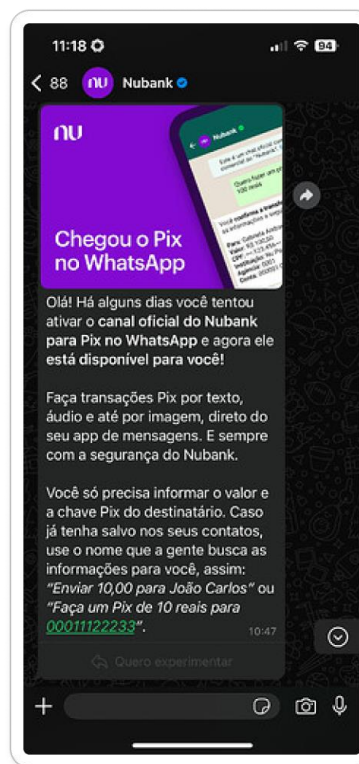 11:18
94
88 nu Nubank
nu
Nubank
Chegou o Pix
no WhatsApp
Olá! Há alguns dias você tentou
ativar o canal oficial do Nubank
para Pix no WhatsApp e agora ele
está disponível para você!
Faça transações Pix por texto,
áudio e até por imagem, direto do
seu app de mensagens. E sempre
com a segurança do Nubank.
Você só precisa informar o valor e
a chave Pix do destinatário. Caso
já tenha salvo nos seus contatos,
use o nome que a gente busca as
informações para você, assim:
“Enviar 10,00 para João Carlos” ou
“Faça um Pix de 10 reais para
00011122233”.
10:47
Quero experimentar